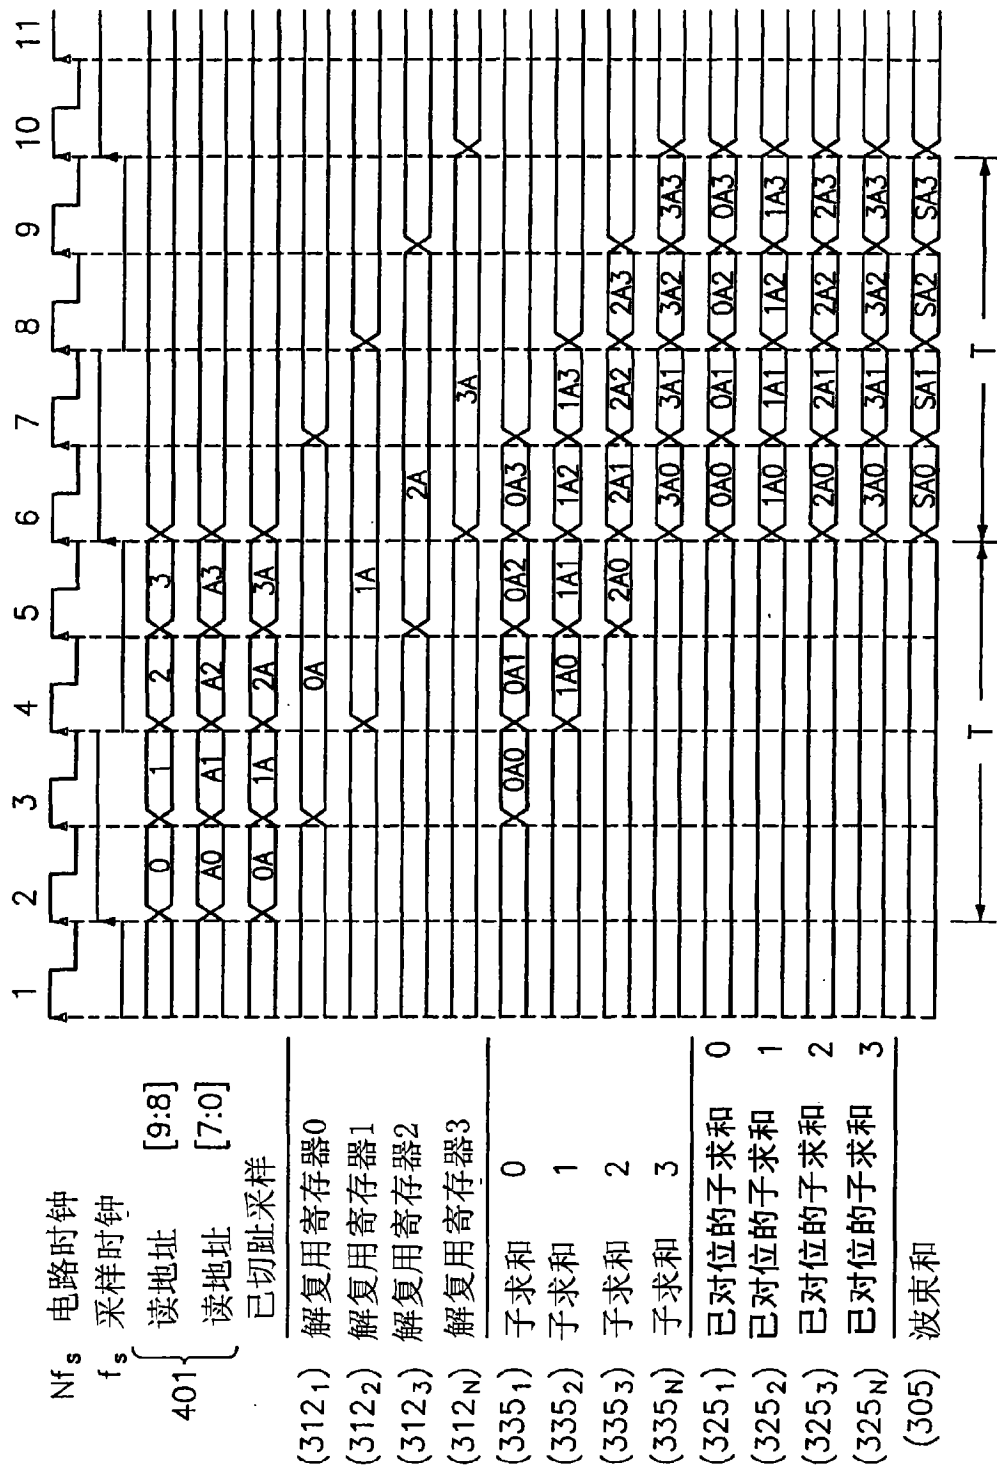 1 2 3 4 5 6 7 8 9 10 11
Nfs 电路时钟
fs 采样时钟
401 读地址 [9:8] 0 1 2 3
读地址 [7:0] A0 A1 A2 A3
已切趾采样 0A 1A 2A 3A
(312₁) 解复用寄存器0 0A
(312₂) 解复用寄存器1 1A
(312₃) 解复用寄存器2 2A
(312N) 解复用寄存器3 3A
(335₁) 子求和 0 0A0 0A1 0A2 0A3
(335₂) 子求和 1 1A0 1A1 1A2 1A3
(335₃) 子求和 2 2A0 2A1 2A2 2A3
(335N) 子求和 3 3A0 3A1 3A2 3A3
(325₁) 已对位的子求和 0 0A0 0A1 0A2 0A3
(325₂) 已对位的子求和 1 1A0 1A1 1A2 1A3
(325₃) 已对位的子求和 2 2A0 2A1 2A2 2A3
(325N) 已对位的子求和 3 3A0 3A1 3A2 3A3
(305) 波束和 SA0 SA1 SA2 SA3
T T